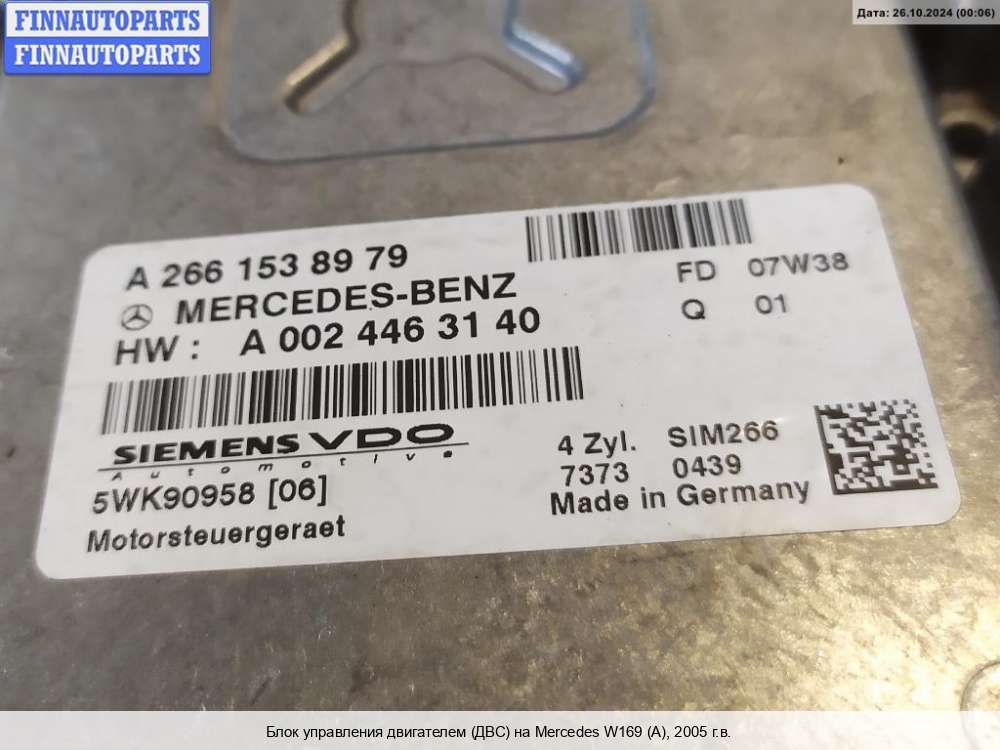 FINNAUTOPARTS
FINNAUTOPARTS
Дата: 26.10.2024 (00:06)
A 266 153 89 79
MERCEDES-BENZ
HW : A 002 446 31 40
FD 07W38
Q 01
SIEMENS VDO
Automotive
5WK90958 [06]
Motorsteuergeraet
4 Zyl. SIM266
7373 0439
Made in Germany
Блок управления двигателем (ДВС) на Mercedes W169 (A), 2005 г.в.